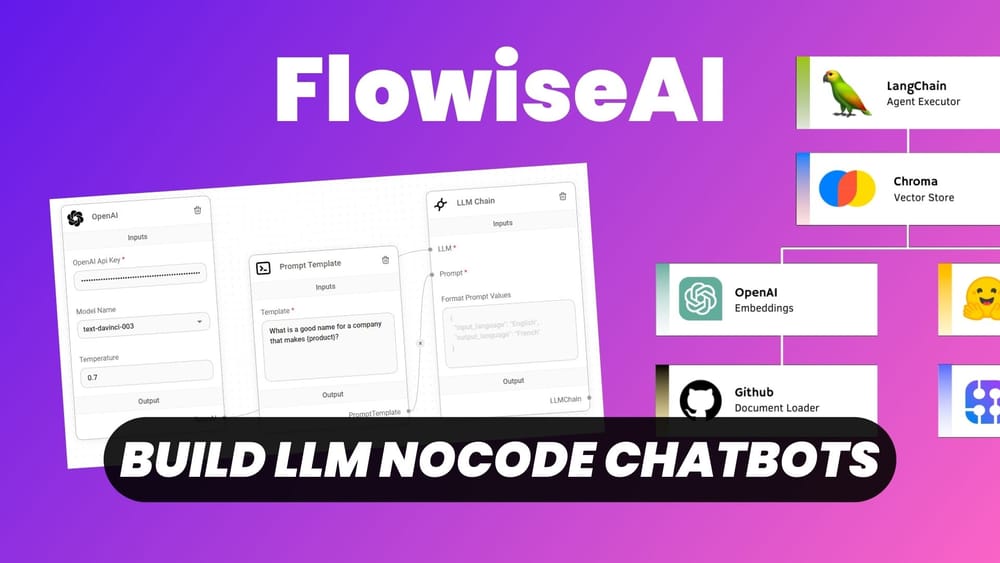 FlowiseAI
OpenAI
Inputs
OpenAI Api Key *
Model Name
text-davinci-003
Temperature
0.7
Output
Prompt Template
Inputs
Template *
What is a good name for a company
that makes {product}?
Output
PromptTemplate
LLM Chain
Inputs
LLM *
Prompt *
Format Prompt Values
{
"input_language": "English",
"output_language": "French"
}
Output
LLMChain
LangChain
Agent Executor
Chroma
Vector Store
OpenAI
Embeddings
Github
Document Loader
BUILD LLM NOCODE CHATBOTS